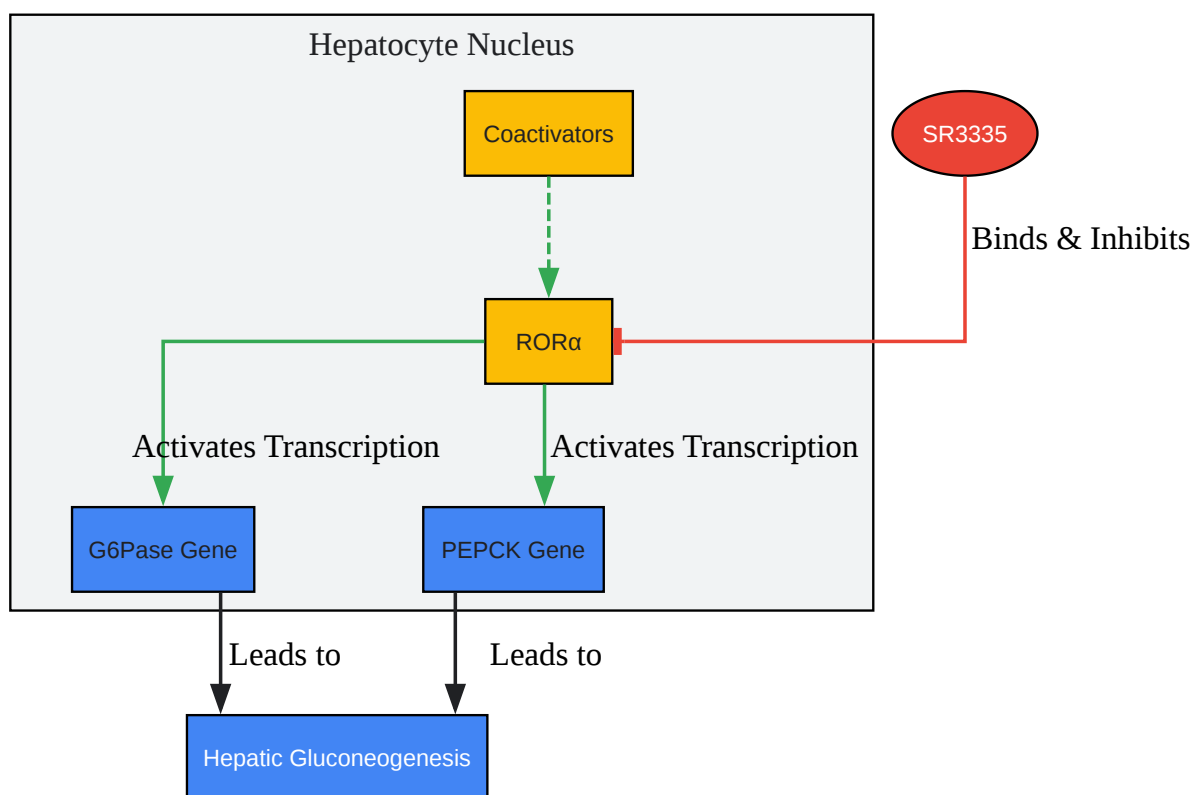 Hepatocyte Nucleus
Coactivators
SR3335
Binds & Inhibits
RORα
Activates Transcription
Activates Transcription
G6Pase Gene
PEPCK Gene
Leads to
Leads to
Hepatic Gluconeogenesis